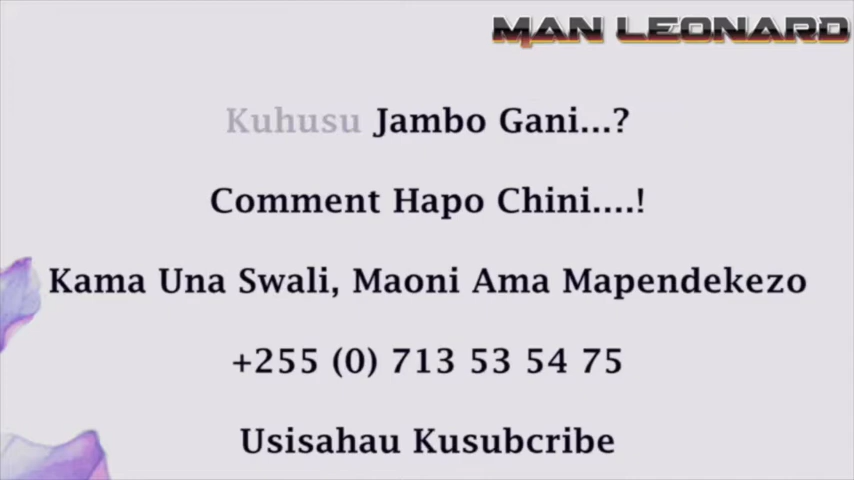 MAN LEONARD
Kuhusu Jambo Gani...?
Comment Hapo Chini....!
Kama Una Swali, Maoni Ama Mapendekezo
+255 (0) 713 53 54 75
Usisahau Kusubcribe